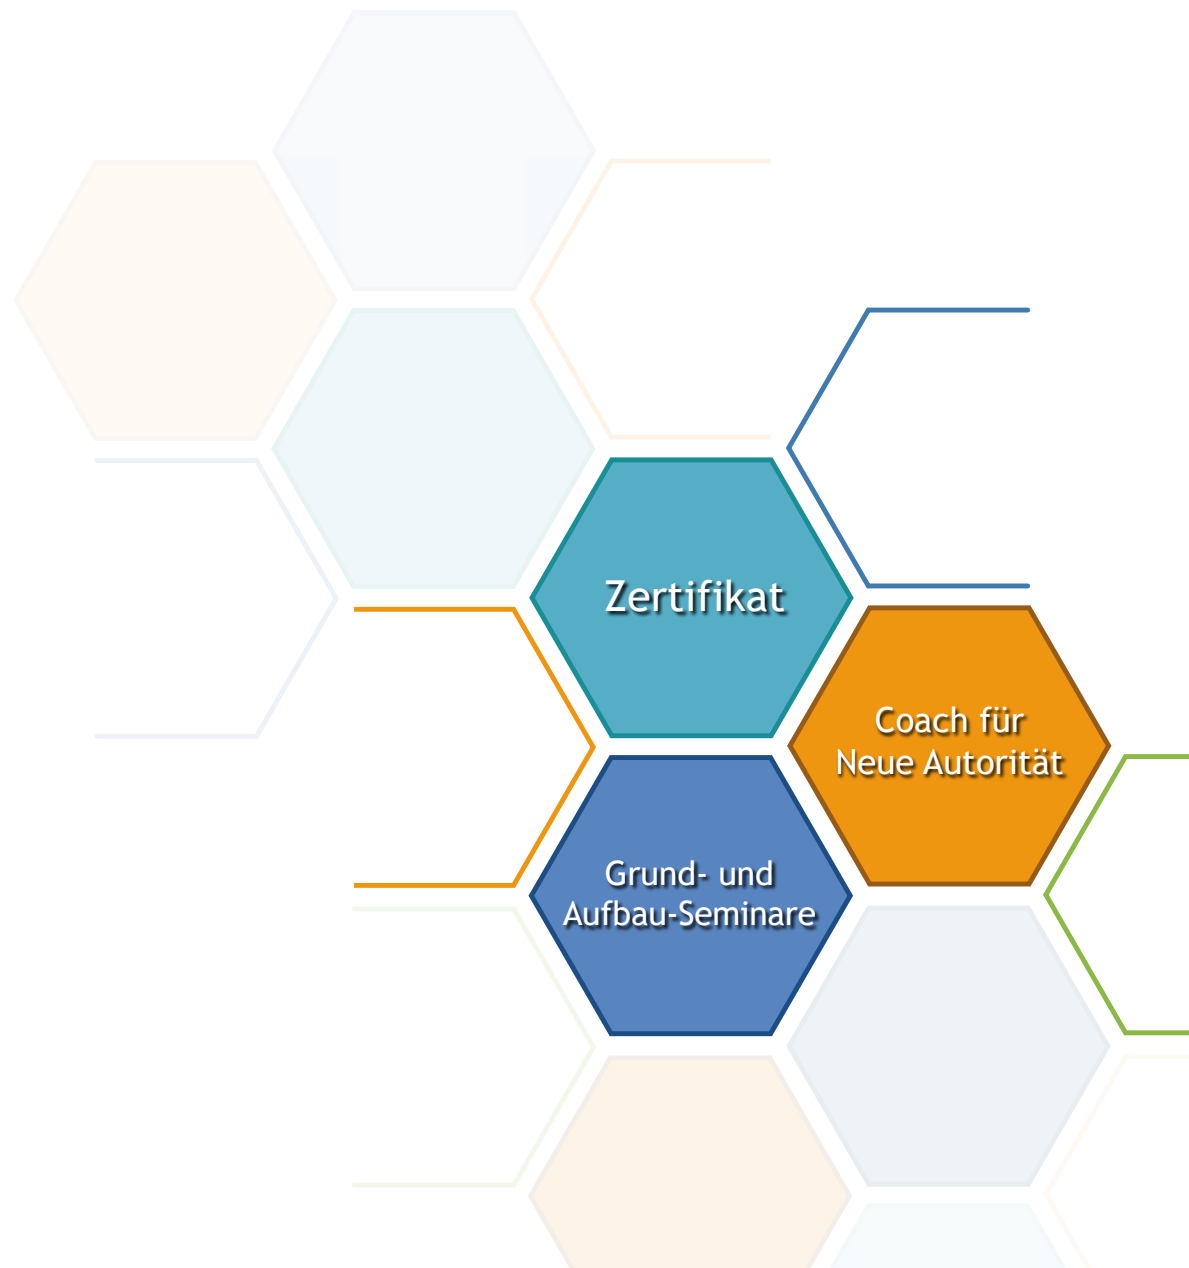 Zertifikat
Coach für
Neue Autorität
Grund- und
Aufbau-Seminare